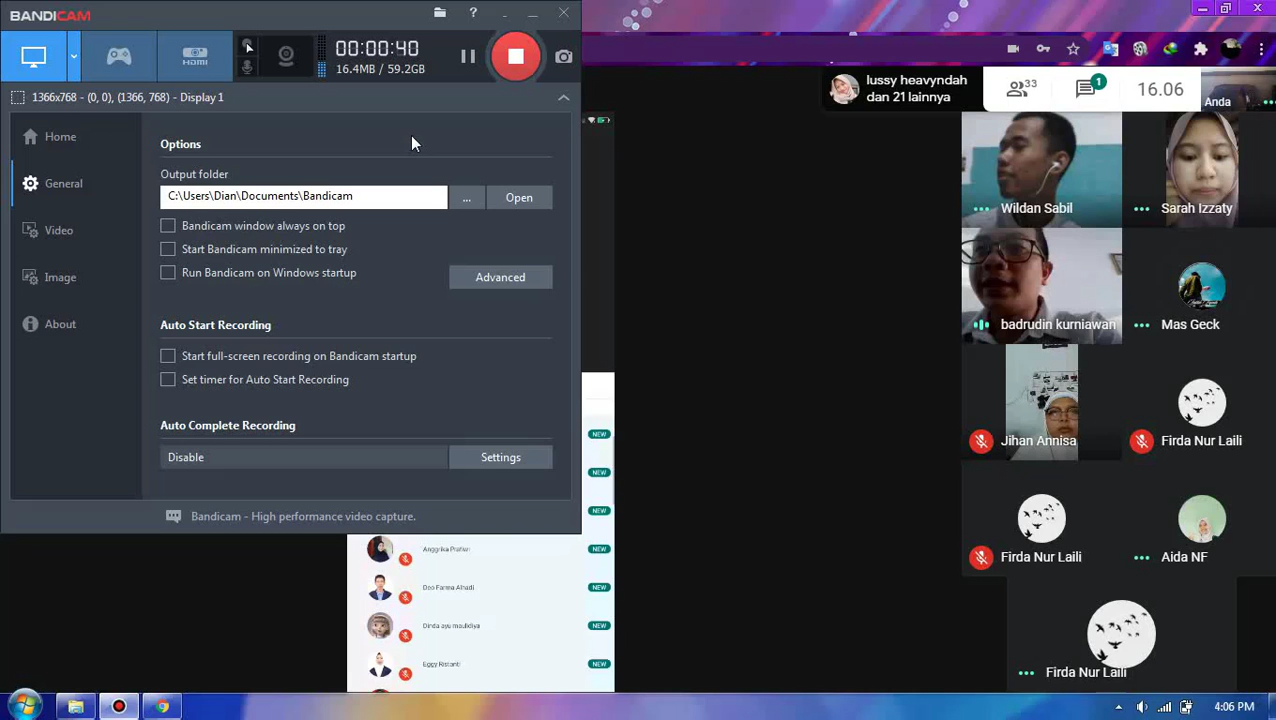 BANDICAM
?
HDMI
00:00:40
16.4MB / 59.2GB
1366x768 - (0, 0), (1366, 768) - Display 1
Home
General
Video
Image
About
Options
Output folder
C:\Users\Dian\Documents\Bandicam
...
Open
Bandicam window always on top
Start Bandicam minimized to tray
Run Bandicam on Windows startup
Advanced
Auto Start Recording
Start full-screen recording on Bandicam startup
Set timer for Auto Start Recording
Auto Complete Recording
Disable
Settings
Bandicam - High performance video capture.
NEW
NEW
NEW
Anggrika Pratiwi
NEW
Deo Farma Alhadi
NEW
Dinda ayu maulidiya
NEW
Eggy Ristanti
NEW
lussy heavyndah
dan 21 lainnya
33
1
16.06
Anda
Wildan Sabil
Sarah Izzaty
badrudin kurniawan
Mas Geck
Jihan Annisa
Firda Nur Laili
Firda Nur Laili
Aida NF
Firda Nur Laili
4:06 PM